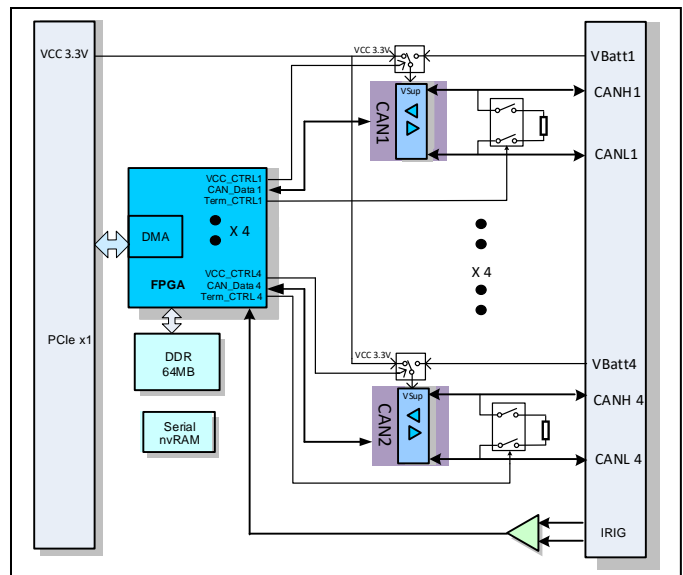 VCC 3.3V
VCC 3.3V
VBatt1
VSup
CANH1
CAN1
CANL1
VCC_CTRL1
CAN_Data 1
Term_CTRL1
X 4
DMA
FPGA
VCC_CTRL4
CAN_Data 4
Term_CTRL 4
X 4
PCIe x1
DDR
64MB
Serial
nvRAM
VCC 3.3V
VBatt4
VSup
CANH 4
CAN2
CANL 4
IRIG